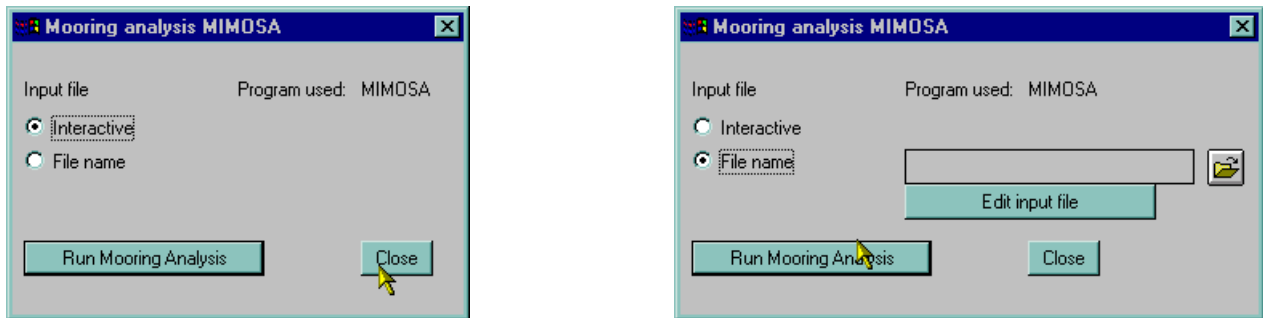 Mooring analysis MIMOSA
Input file Program used: MIMOSA
Interactive
File name
Run Mooring Analysis Close
Mooring analysis MIMOSA
Input file Program used: MIMOSA
Interactive
File name
Edit input file
Run Mooring Analysis Close